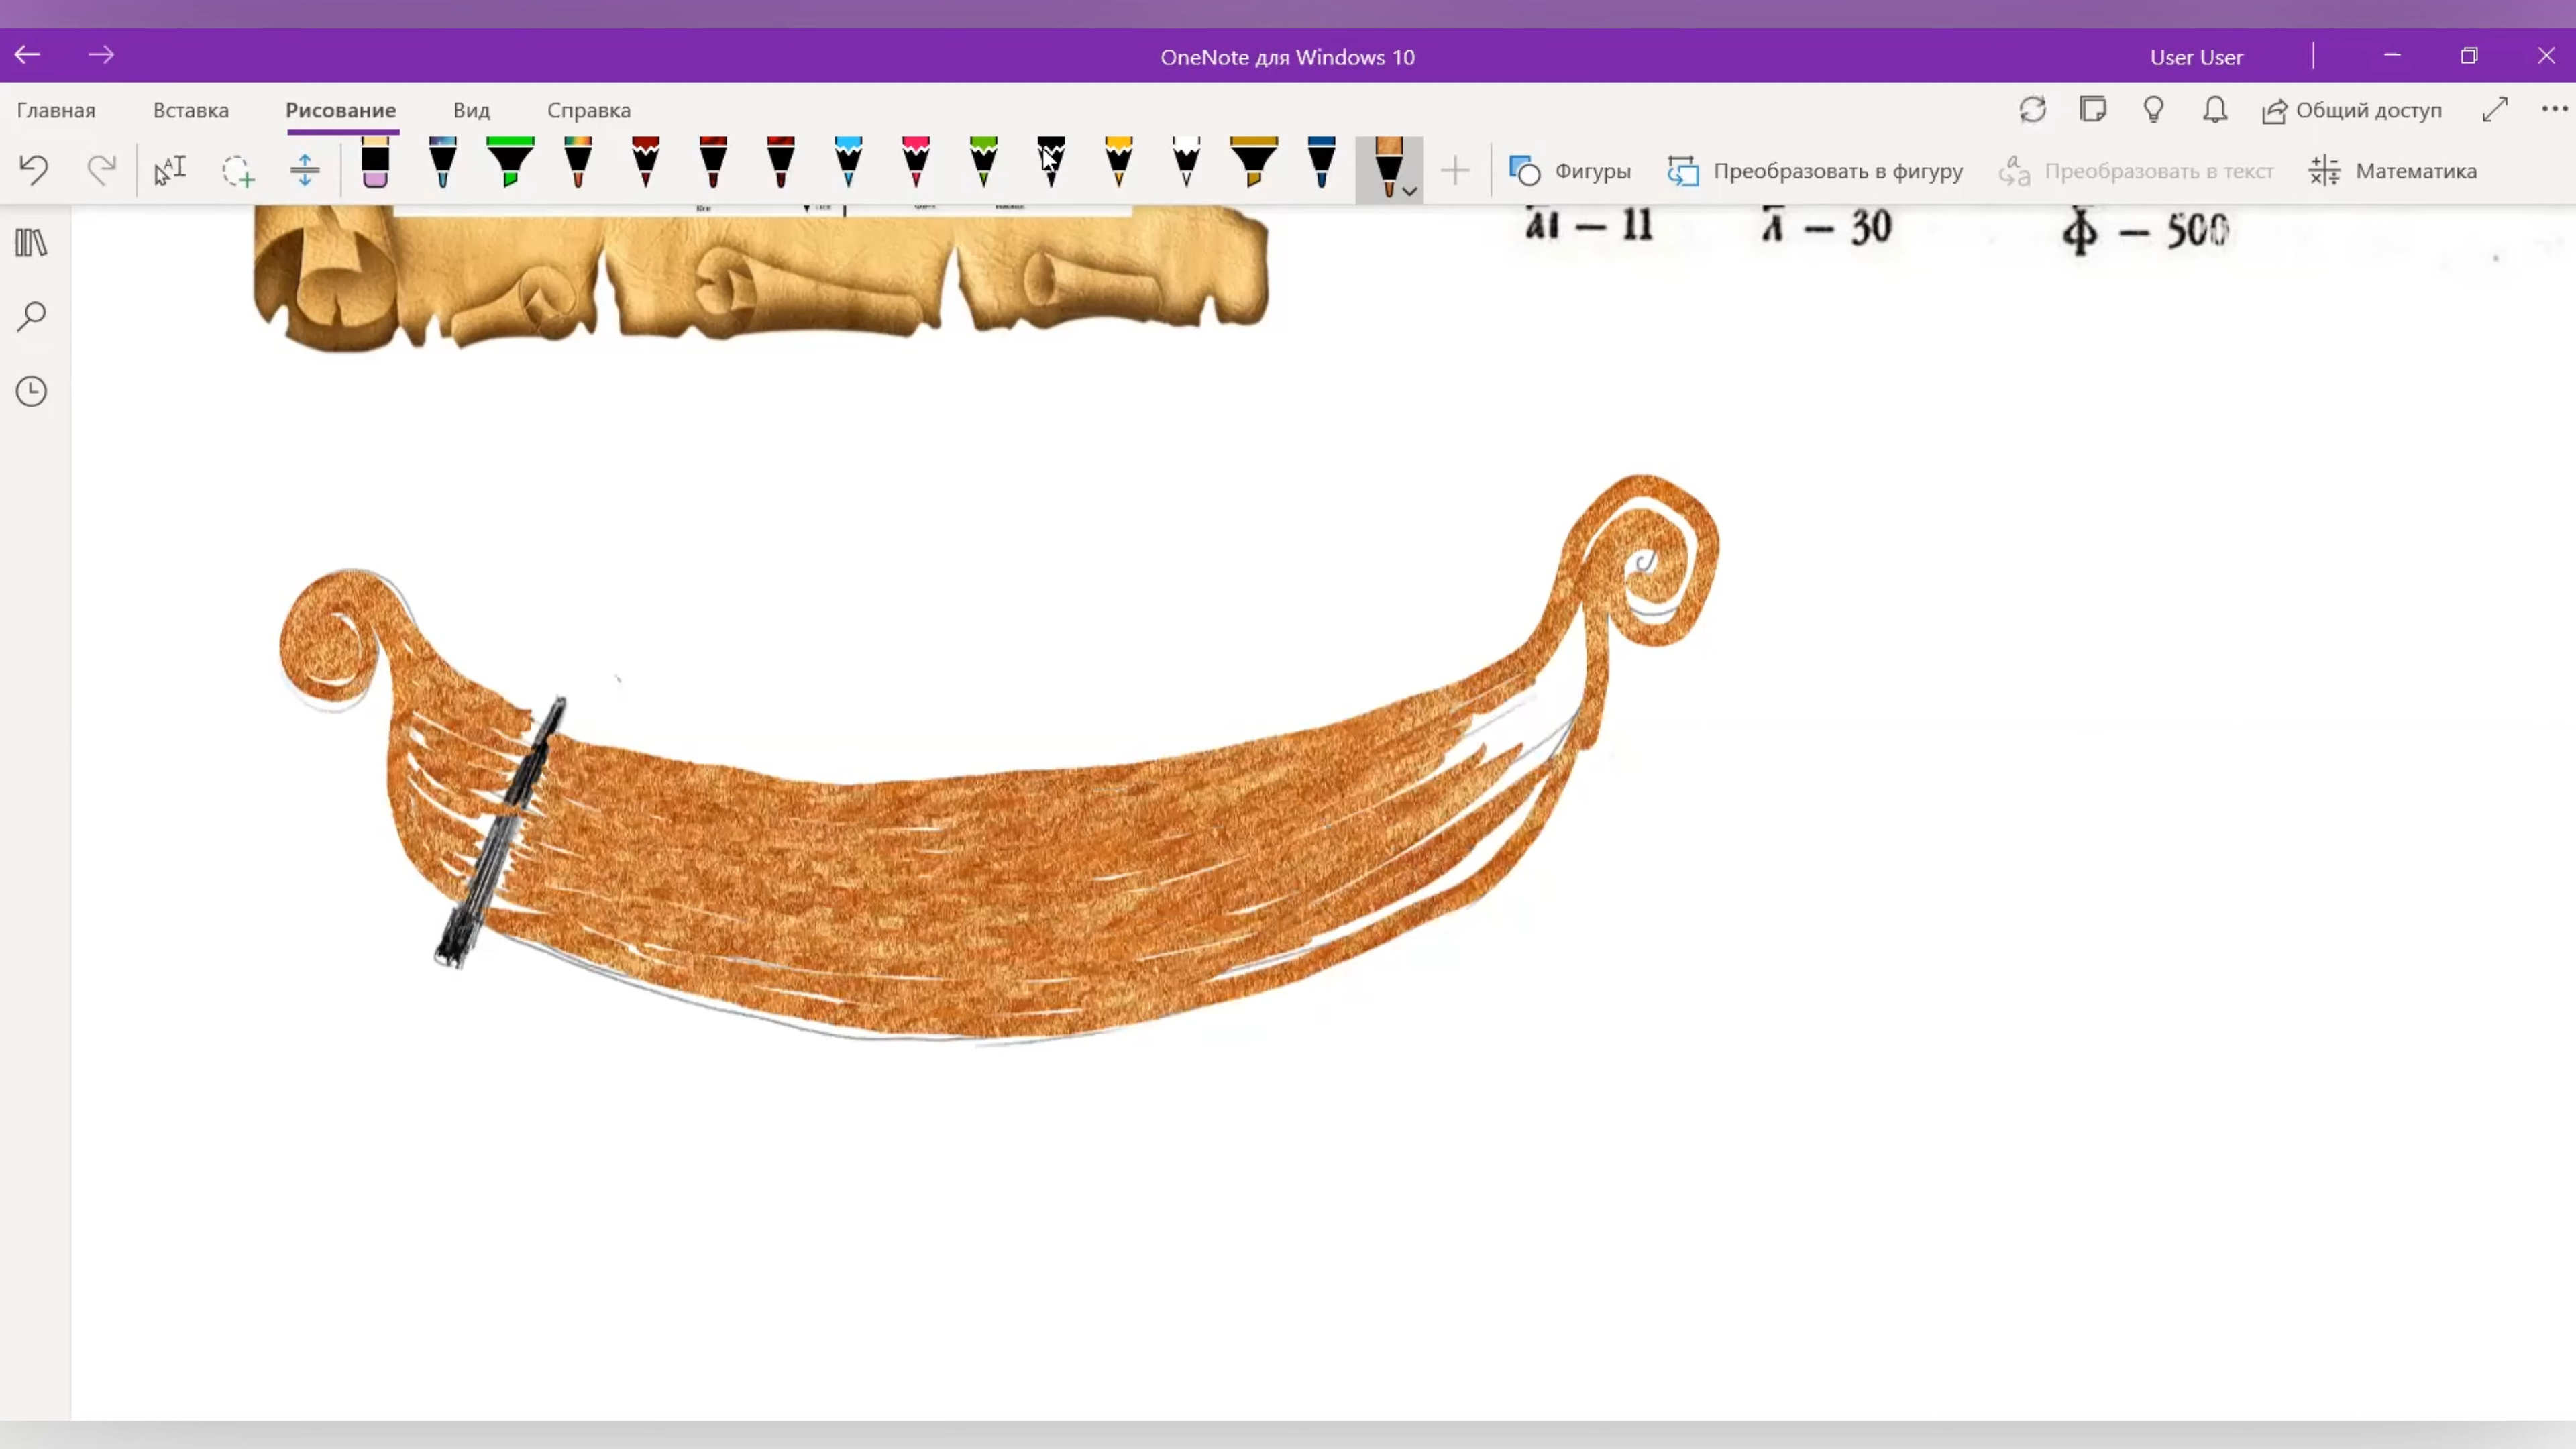 OneNote для Windows 10
User User
Главная Вставка Рисование Вид Справка
Общий доступ
Фигуры Преобразовать в фигуру Преобразовать в текст Математика
а҃і – 11 л҃ – 30 ф҃ – 500